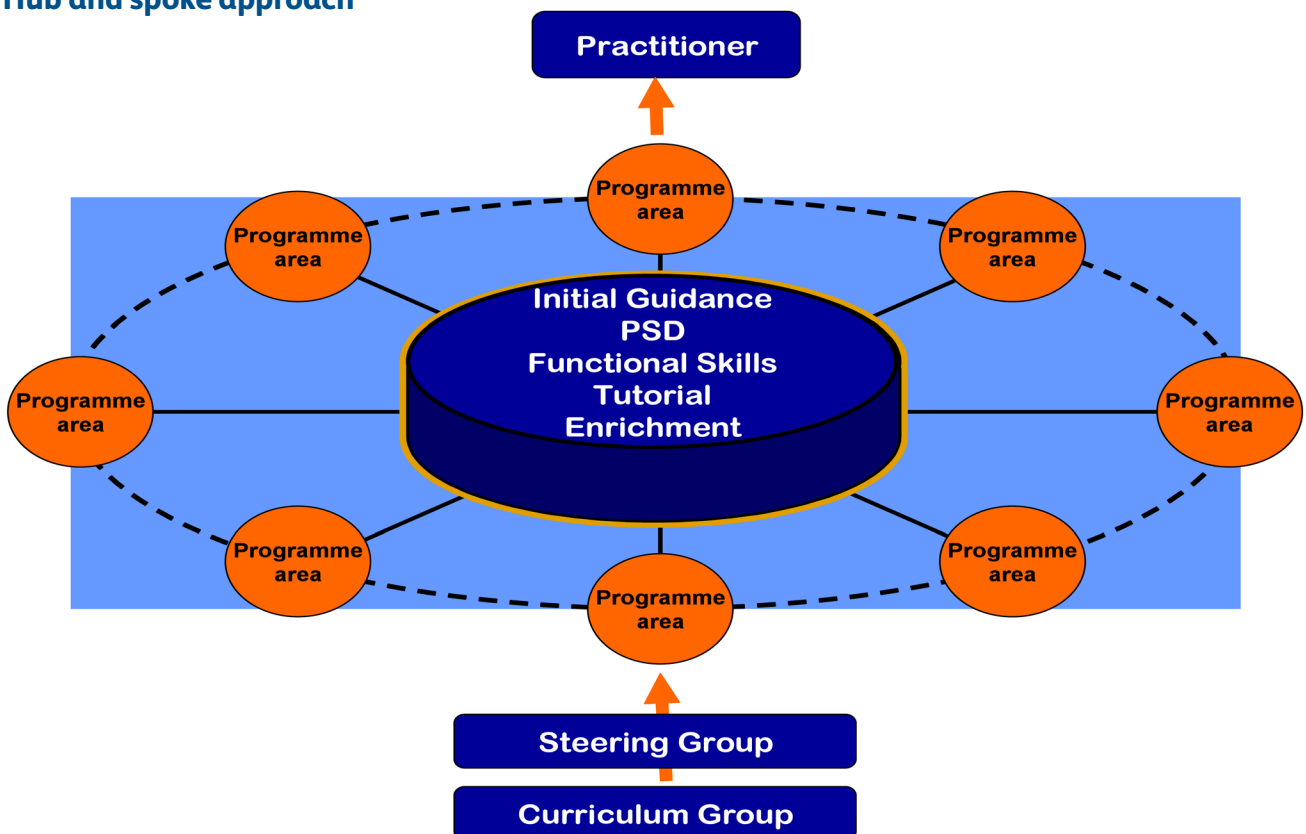 Hub and spoke approach
Practitioner
Programme
area
Programme
area
Programme
area
Initial Guidance
PSD
Functional Skills
Tutorial
Enrichment
Programme
area
Programme
area
Programme
area
Programme
area
Programme
area
Steering Group
Curriculum Group